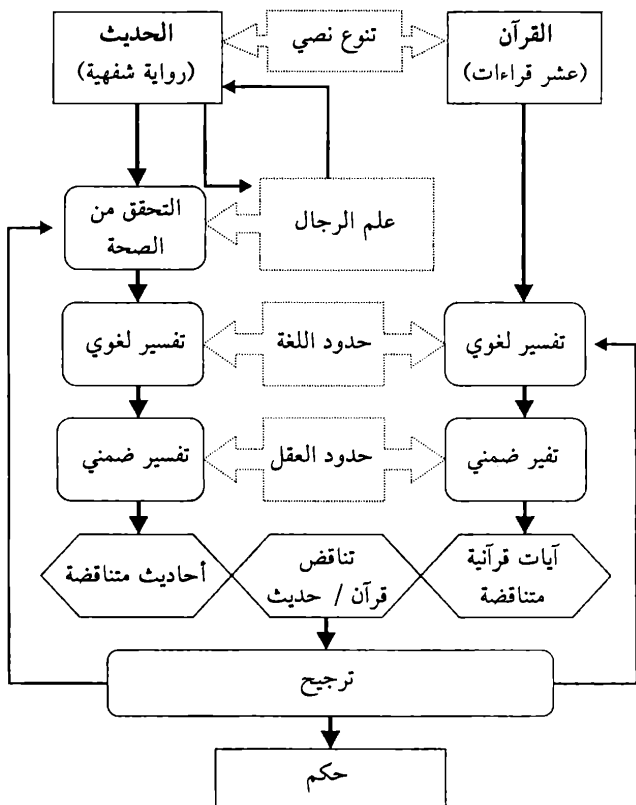 القرآن
(عشر قراءات)
تنوع نصي
الحديث
(رواية شفهية)
علم الرجال
التحقق من
الصحة
تفسير لغوي
حدود اللغة
تفسير لغوي
تفير ضمني
حدود العقل
تفسير ضمني
آيات قرآنية
متناقضة
تناقض
قرآن / حديث
أحاديث متناقضة
ترجيح
حكم